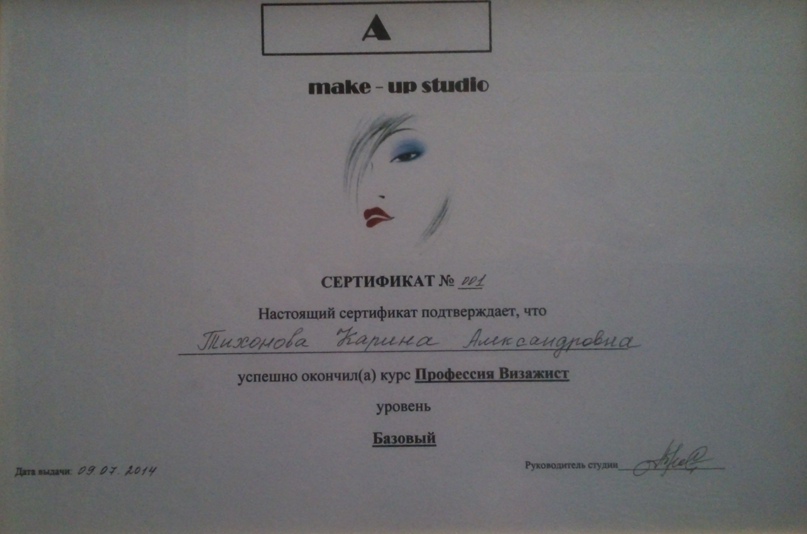 A
make - up studio
СЕРТИФИКАТ № 001
Настоящий сертификат подтверждает, что
Тихонова Карина Александровна
успешно окончил(а) курс Профессия Визажист
уровень
Базовый
Дата выдачи: 09.07.2014
Руководитель студии